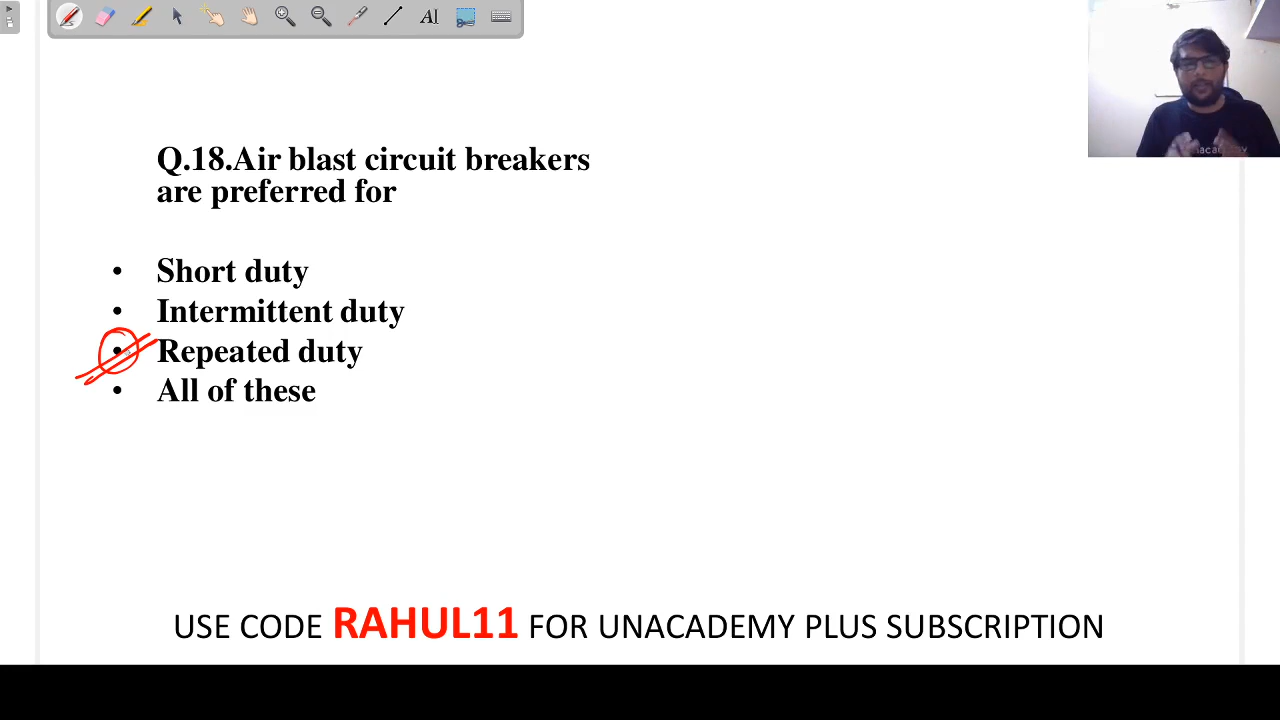 Q.18.Air blast circuit breakers
are preferred for
• Short duty
• Intermittent duty
• Repeated duty
• All of these
USE CODE RAHUL11 FOR UNACADEMY PLUS SUBSCRIPTION